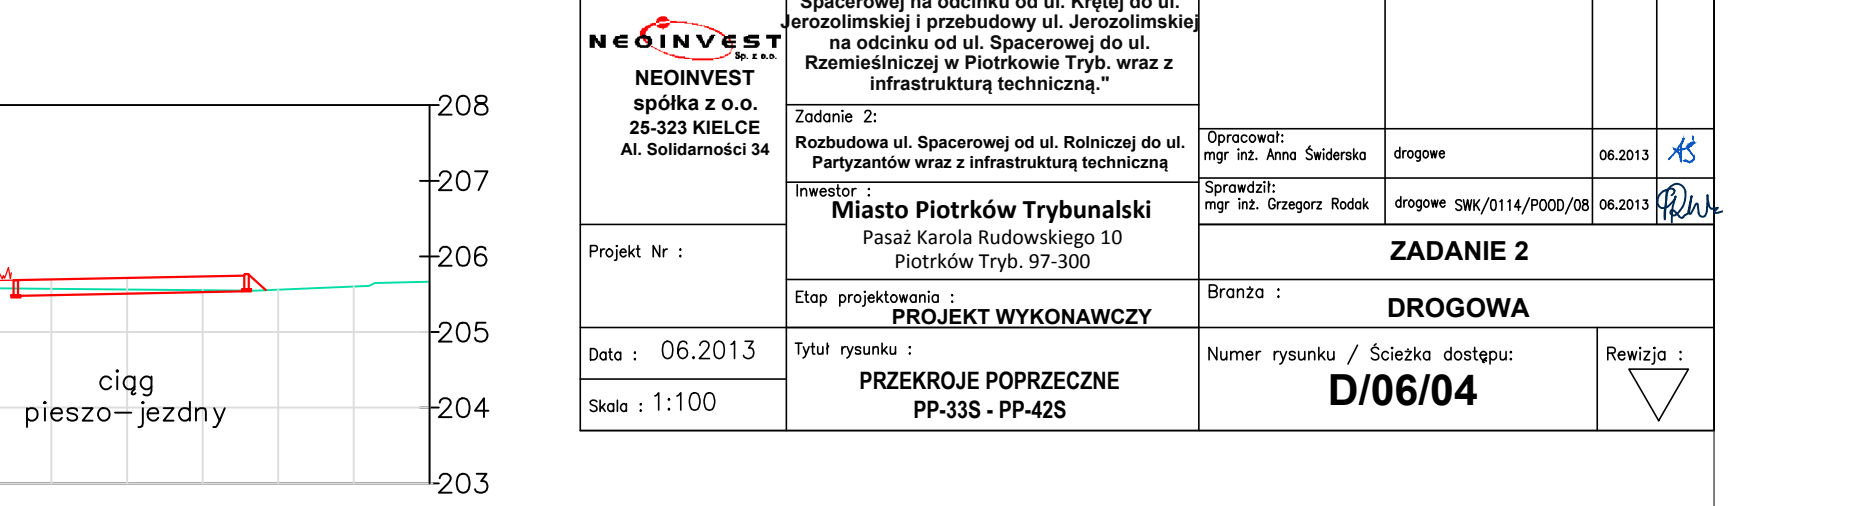 208
207
206
205
204
203
ciąg
pieszo-jezdny
NEOINVEST
Sp. z o.o.
NEOINVEST
spółka z o.o.
25-323 KIELCE
Al. Solidarności 34
Projekt Nr :
Data : 06.2013
Skala : 1:100
Spacerowej na odcinku od ul. Krętej do ul.
Jerozolimskiej i przebudowy ul. Jerozolimskiej
na odcinku od ul. Spacerowej do ul.
Rzemieślniczej w Piotrkowie Tryb. wraz z
infrastrukturą techniczną."
Zadanie 2:
Rozbudowa ul. Spacerowej od ul. Rolniczej do ul.
Partyzantów wraz z infrastrukturą techniczną
Inwestor :
Miasto Piotrków Trybunalski
Pasaż Karola Rudowskiego 10
Piotrków Tryb. 97-300
Etap projektowania :
PROJEKT WYKONAWCZY
Tytuł rysunku :
PRZEKROJE POPRZECZNE
PP-33S - PP-42S
Opracował:
mgr inż. Anna Świderska drogowe 06.2013 AŚ
Sprawdził:
mgr inż. Grzegorz Rodak drogowe SWK/0114/POOD/08 06.2013
ZADANIE 2
Branża :
DROGOWA
Numer rysunku / Ścieżka dostępu:
D/06/04
Rewizja :